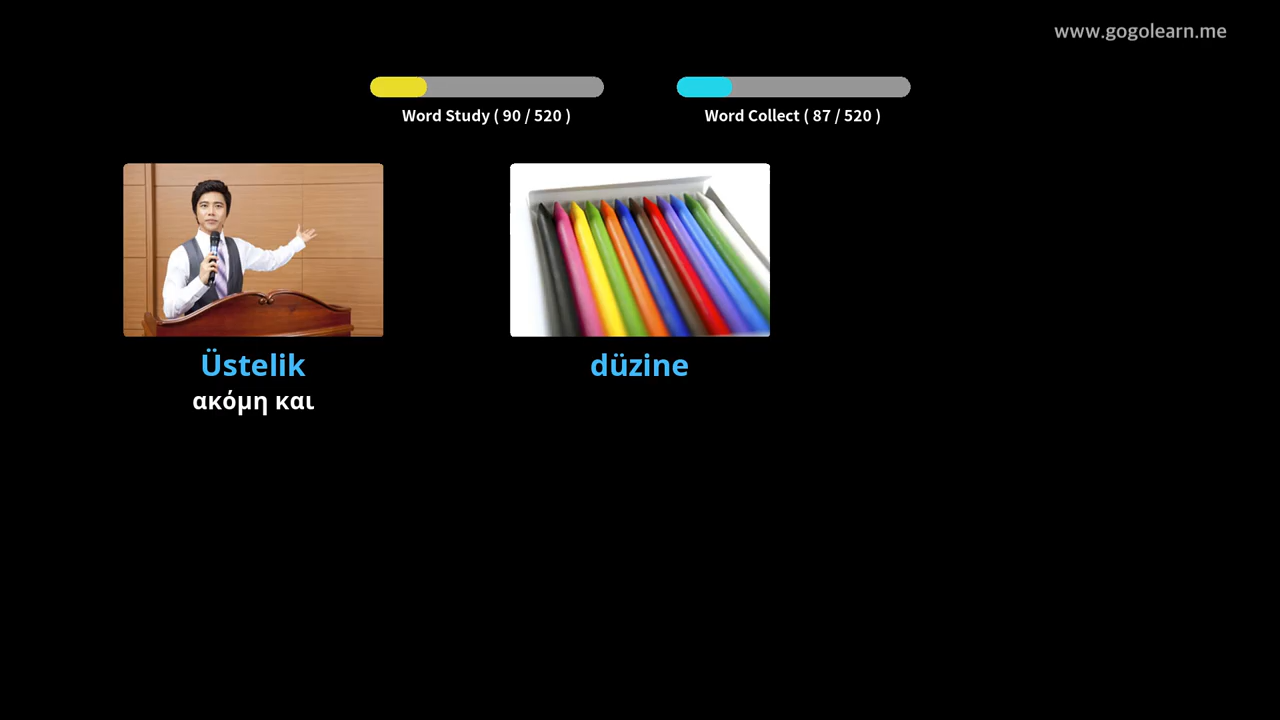 www.gogolearn.me
Word Study ( 90 / 520 )
Word Collect ( 87 / 520 )
Üstelik
ακόμη και
düzine